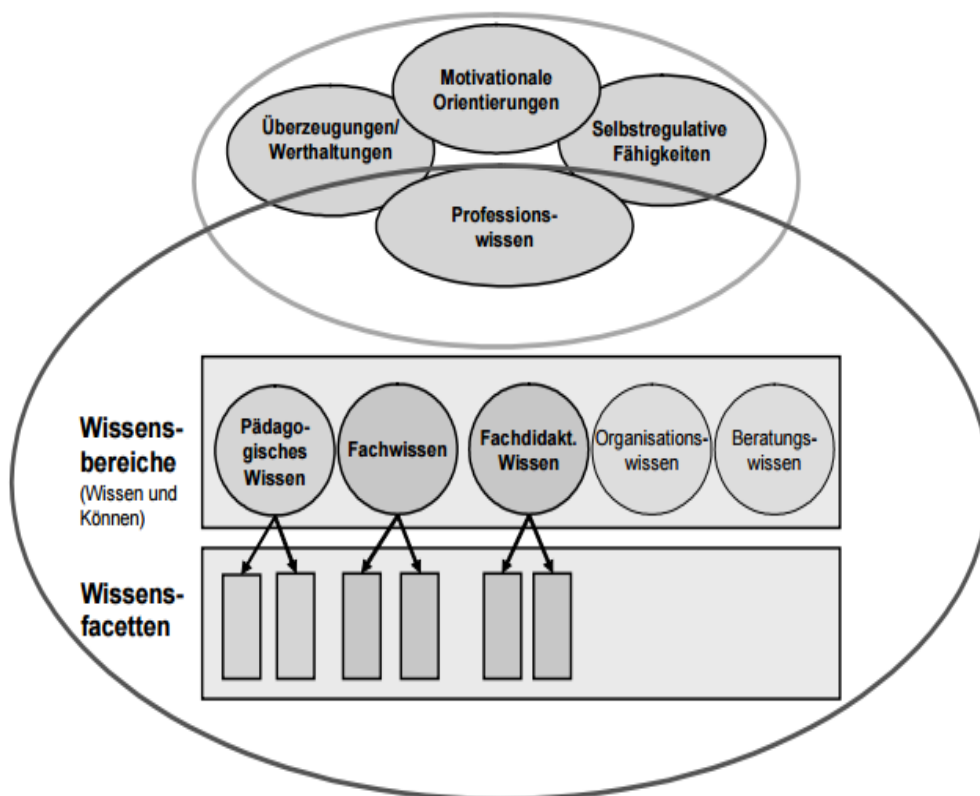 Motivationale
Orientierungen
Überzeugungen/
Werthaltungen
Selbstregulative
Fähigkeiten
Professions-
wissen
Wissens-
bereiche
(Wissen und
Können)
Pädago-
gisches
Wissen
Fachwissen
Fachdidakt.
Wissen
Organisations-
wissen
Beratungs-
wissen
Wissens-
facetten